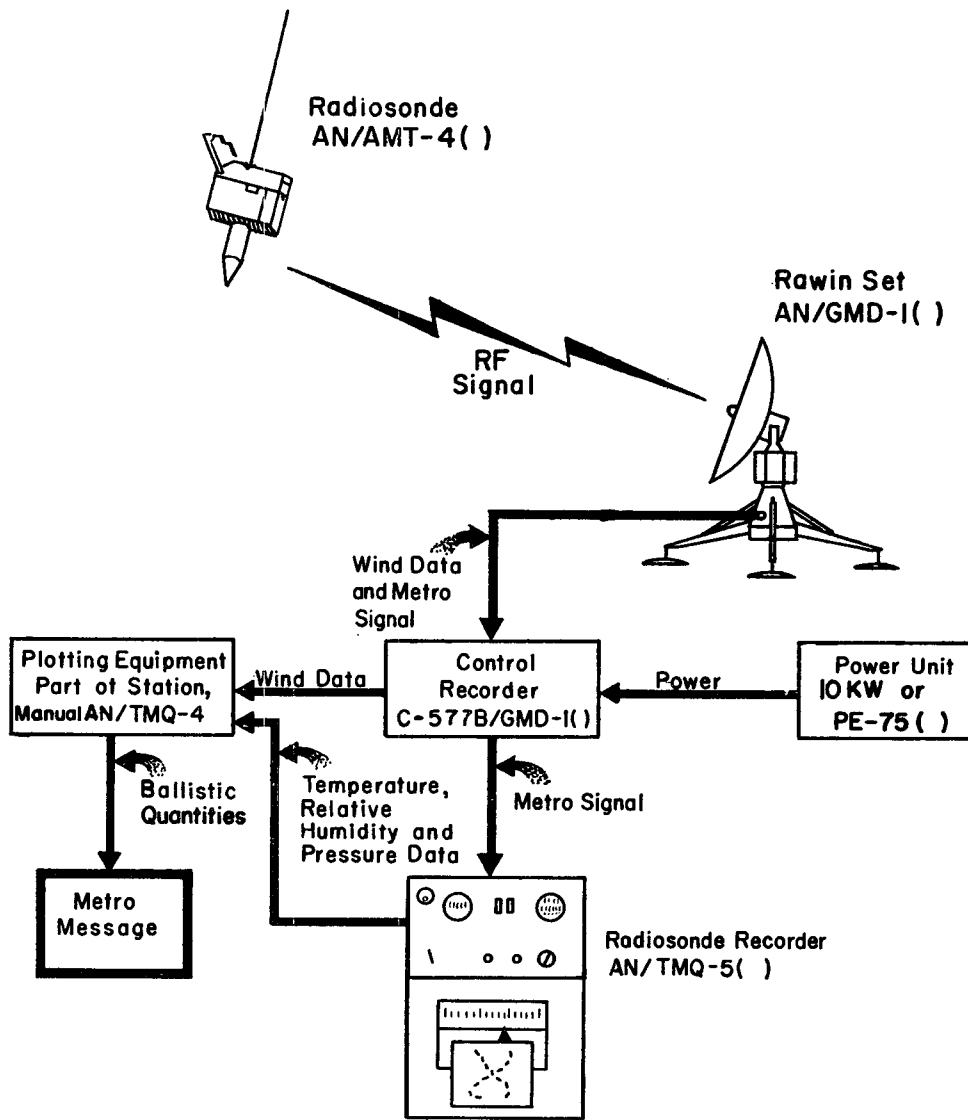 Radiosonde
AN/AMT-4( )
Rawin Set
AN/GMD-1( )
RF
Signal
Wind Data
and Metro
Signal
Plotting Equipment
Part of Station,
Manual AN/TMQ-4
Wind Data
Control
Recorder
C-577B/GMD-1( )
Power
Power Unit
10 KW or
PE-75 ( )
Ballistic
Quantities
Temperature,
Relative
Humidity and
Pressure Data
Metro Signal
Metro
Message
Radiosonde Recorder
AN/TMQ-5( )